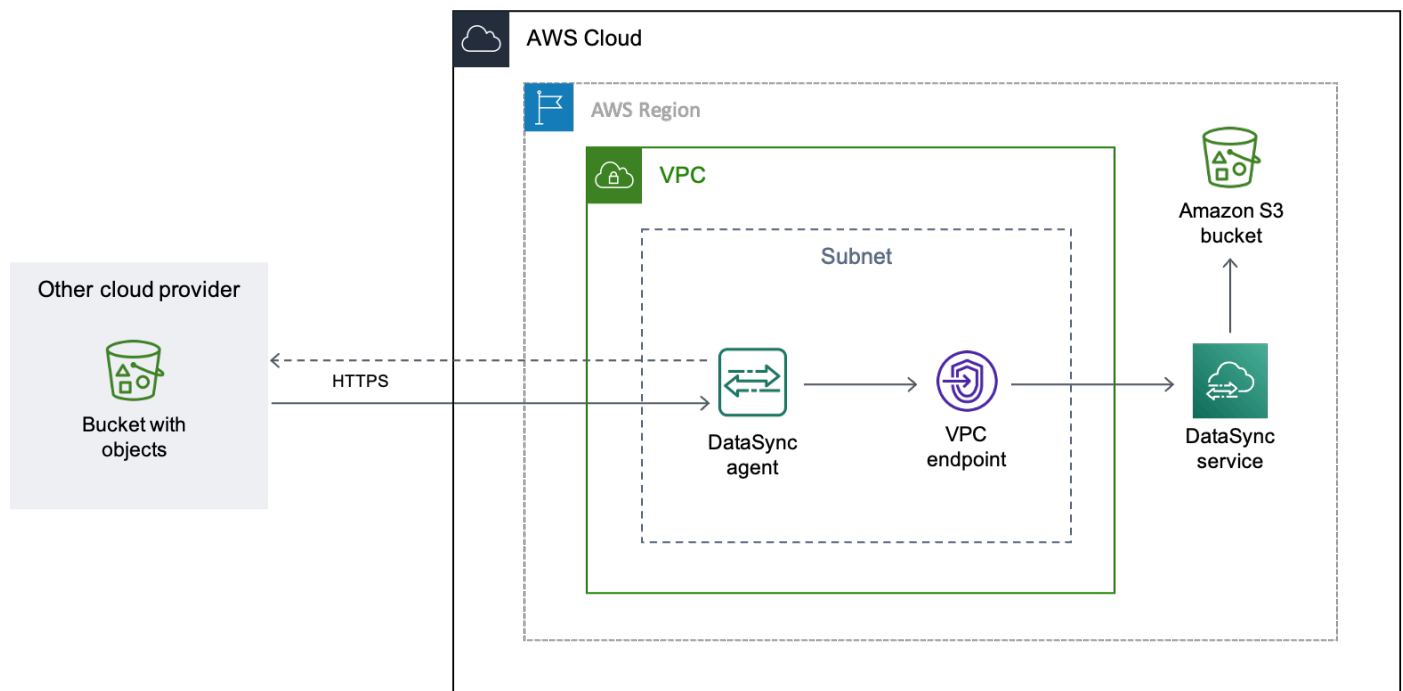 AWS Cloud
AWS Region
VPC
Amazon S3
bucket
Subnet
Other cloud provider
HTTPS
Bucket with
objects
DataSync
agent
VPC
endpoint
DataSync
service